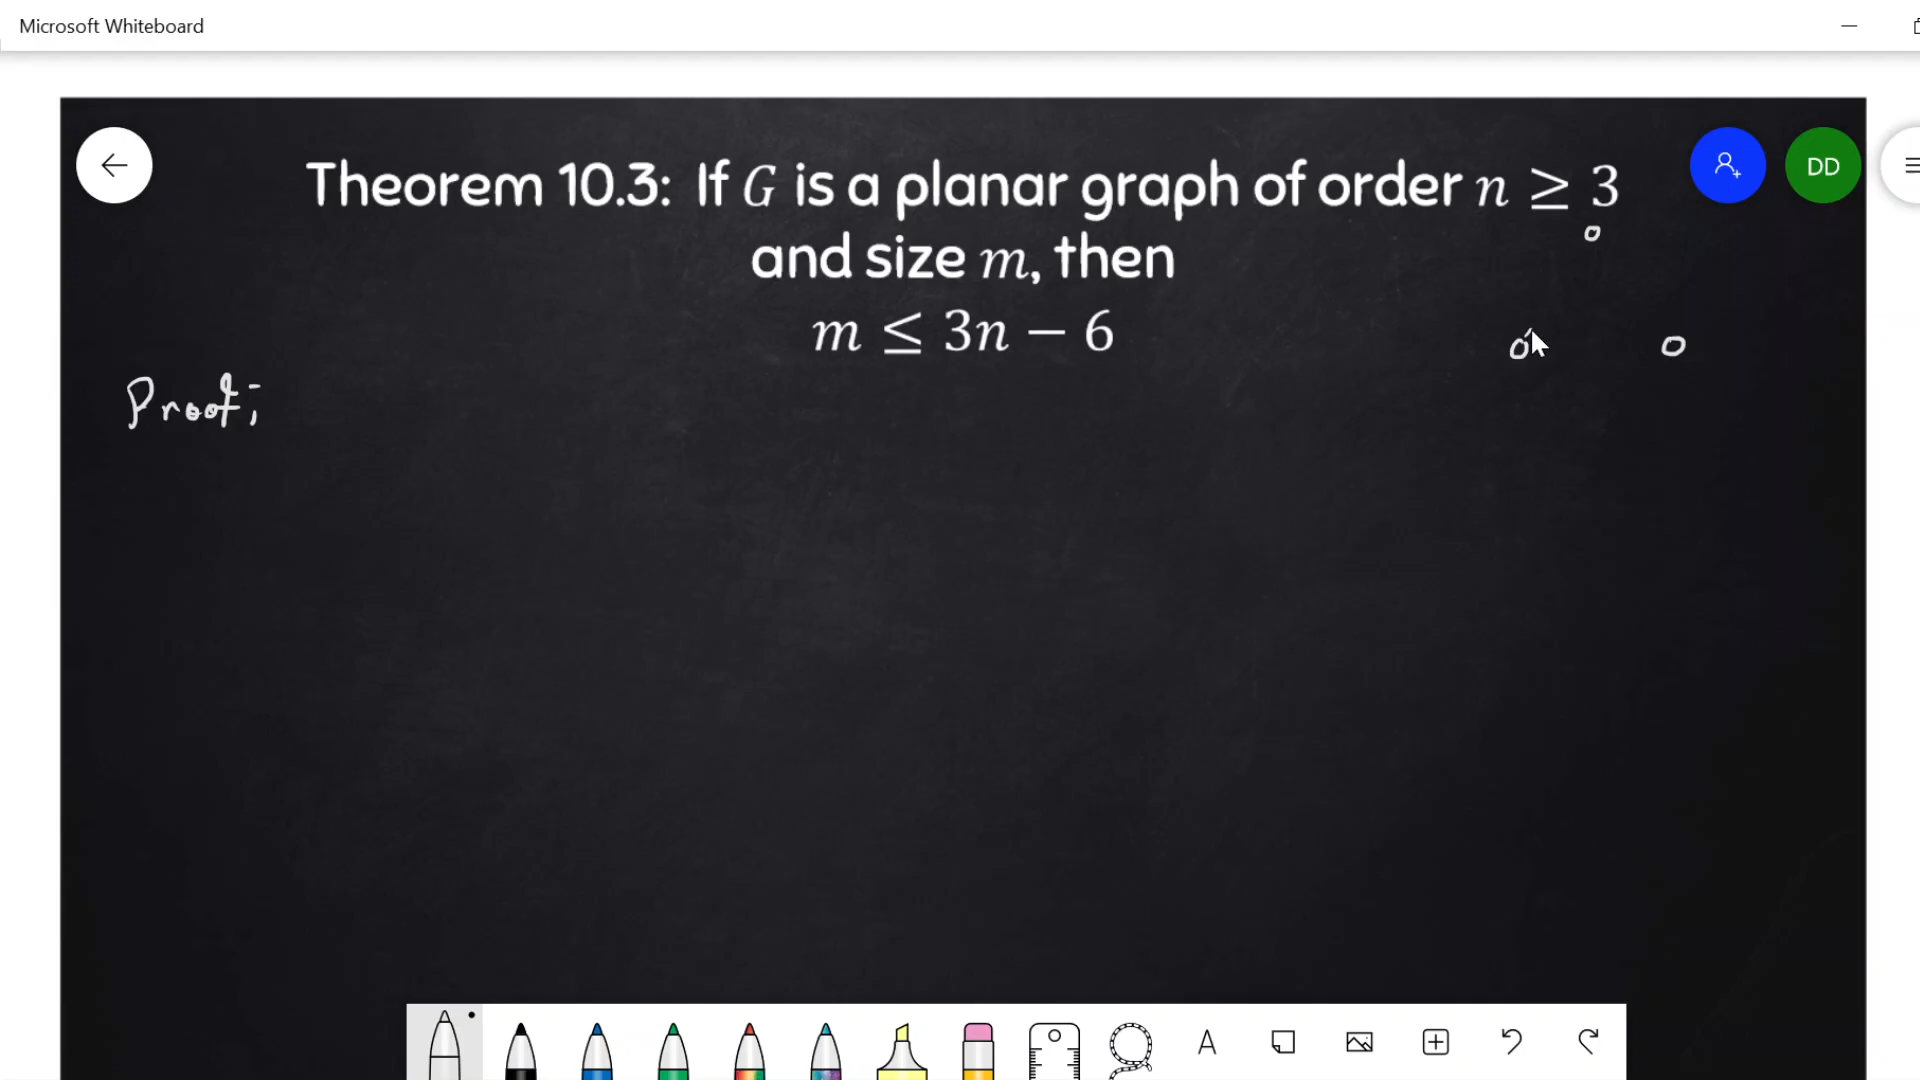 Microsoft Whiteboard
DD
Theorem 10.3: If G is a planar graph of order n ≥ 3
and size m, then
m ≤ 3n − 6
Proof:
A